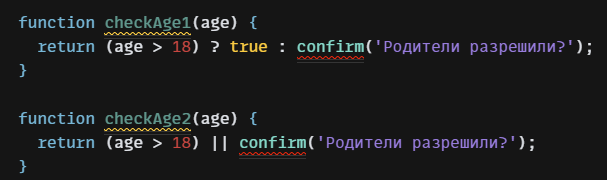 function checkAge1(age) {
  return (age > 18) ? true : confirm('Родители разрешили?');
}

function checkAge2(age) {
  return (age > 18) || confirm('Родители разрешили?');
}